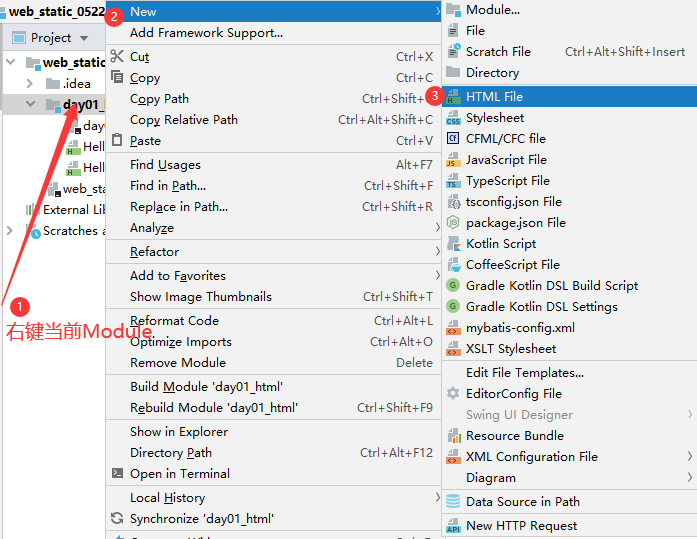 web_static_0522
Project
web_static
.idea
day01_
day
Hell
Hell
web_sta
External Lib
Scratches a
1
右键当前Module
2
New
Add Framework Support...
Cut Ctrl+X
Copy Ctrl+C
Copy Path Ctrl+Shift+
Copy Relative Path Ctrl+Alt+Shift+C
Paste Ctrl+V
Find Usages Alt+F7
Find in Path... Ctrl+Shift+F
Replace in Path... Ctrl+Shift+R
Analyze
Refactor
Add to Favorites
Show Image Thumbnails Ctrl+Shift+T
Reformat Code Ctrl+Alt+L
Optimize Imports Ctrl+Alt+O
Remove Module Delete
Build Module 'day01_html'
Rebuild Module 'day01_html' Ctrl+Shift+F9
Show in Explorer
Directory Path Ctrl+Alt+F12
Open in Terminal
Local History
Synchronize 'day01_html'
Module...
File
Scratch File Ctrl+Alt+Shift+Insert
Directory
3
HTML File
Stylesheet
CFML/CFC file
JavaScript File
TypeScript File
tsconfig.json File
package.json File
Kotlin Script
CoffeeScript File
Gradle Kotlin DSL Build Script
Gradle Kotlin DSL Settings
mybatis-config.xml
XSLT Stylesheet
Edit File Templates...
EditorConfig File
Swing UI Designer
Resource Bundle
XML Configuration File
Diagram
Data Source in Path
New HTTP Request